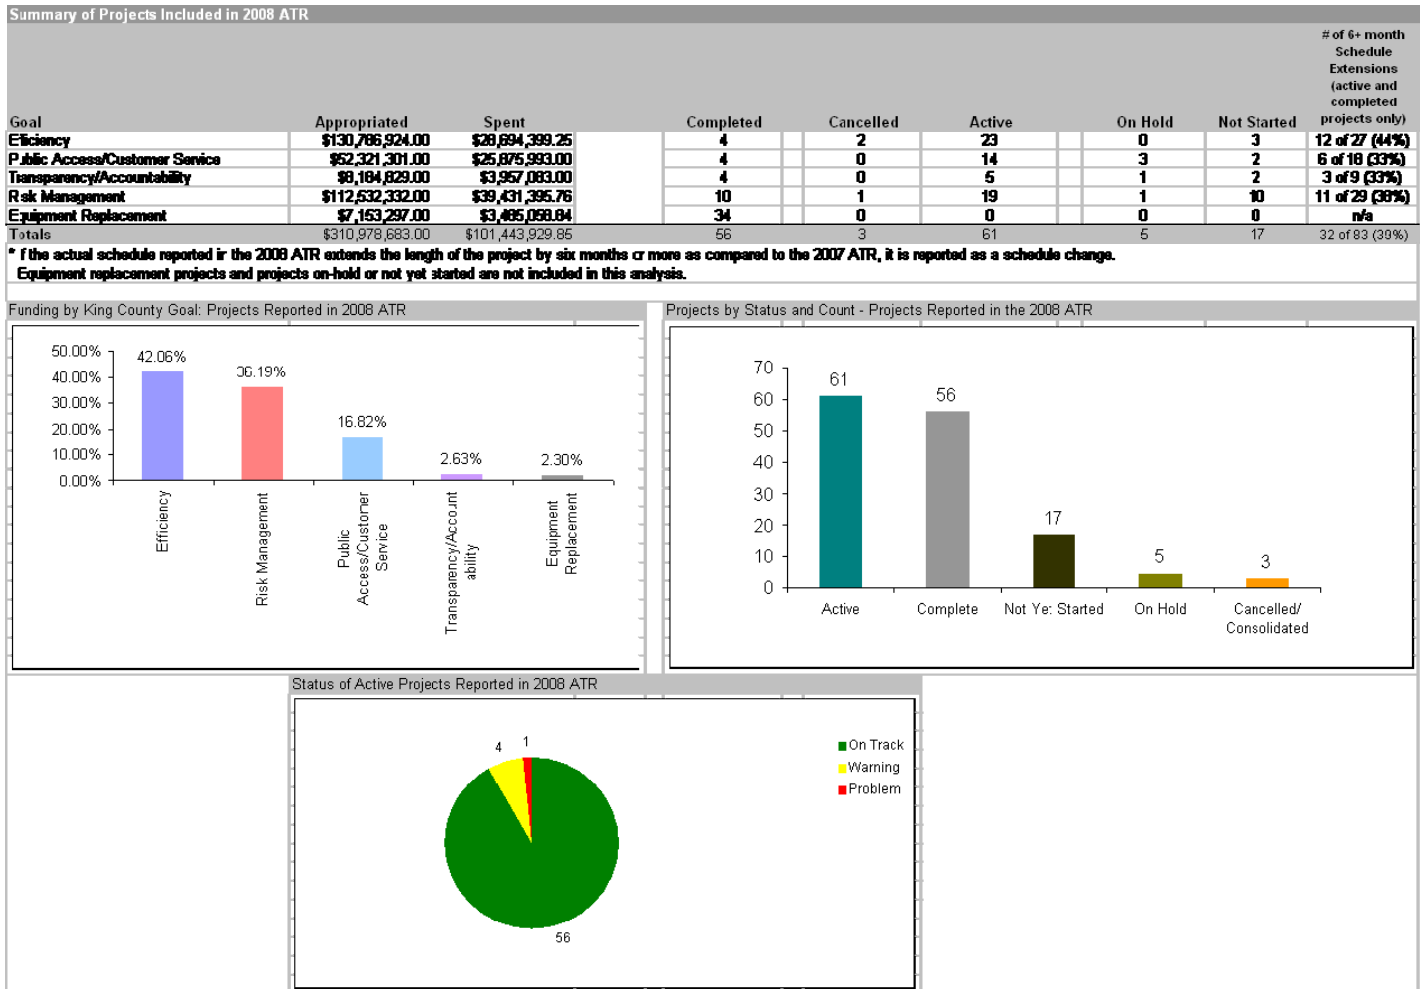 Summary of Projects Included in 2008 ATR
# of 6+ month
Schedule
Extensions
(active and
completed
projects only)
Goal Appropriated Spent Completed Cancelled Active On Hold Not Started
Efficiency $130,786,924.00 $28,694,399.25 4 2 23 0 3 12 of 27 (44%)
Public Access/Customer Service $52,321,301.00 $25,875,993.00 4 0 14 3 2 6 of 18 (33%)
Transparency/Accountability $8,184,829.00 $3,957,083.00 4 0 5 1 2 3 of 9 (33%)
Risk Management $112,532,332.00 $39,431,395.76 10 1 19 1 10 11 of 29 (38%)
Equipment Replacement $7,153,297.00 $3,485,058.84 34 0 0 0 0 n/a
Totals $310,978,683.00 $101,443,929.85 56 3 61 5 17 32 of 83 (39%)
* f the actual schedule reported in the 2008 ATR extends the length of the project by six months or more as compared to the 2007 ATR, it is reported as a schedule change.
Equipment replacement projects and projects on-hold or not yet started are not included in this analysis.
Funding by King County Goal: Projects Reported in 2008 ATR
50.00%
40.00%
30.00%
20.00%
10.00%
0.00%
42.06%
36.19%
16.82%
2.63%
2.30%
Efficiency
Risk Management
Public
Access/Customer
Service
Transparency/Account
ability
Equipment
Replacement
Projects by Status and Count - Projects Reported in the 2008 ATR
70
60
50
40
30
20
10
0
61
56
17
5
3
Active
Complete
Not Yet Started
On Hold
Cancelled/
Consolidated
Status of Active Projects Reported in 2008 ATR
4
1
56
On Track
Warning
Problem